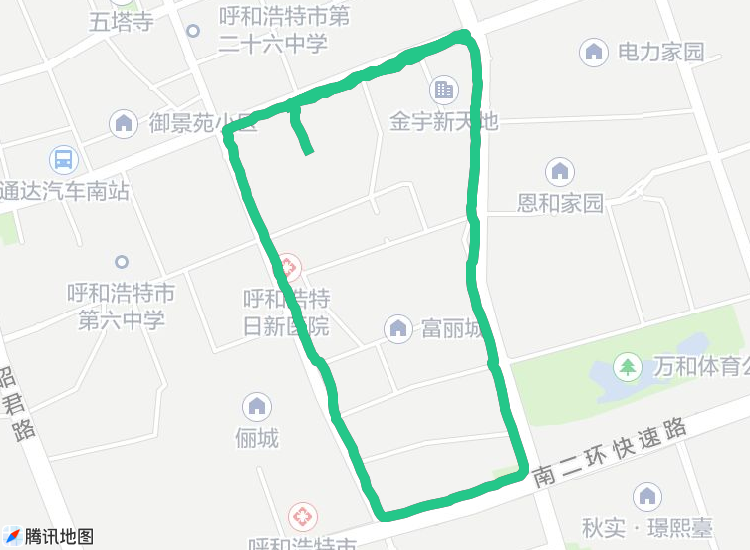 五塔寺
呼和浩特市第
二十六中学
电力家园
御景苑小区
金宇新天地
通达汽车南站
恩和家园
呼和浩特市
第六中学
呼和浩特
日新医院
富丽城
万和体育公
昭君路
俪城
南二环快速路
呼和浩特市
秋实·璟熙臺
腾讯地图